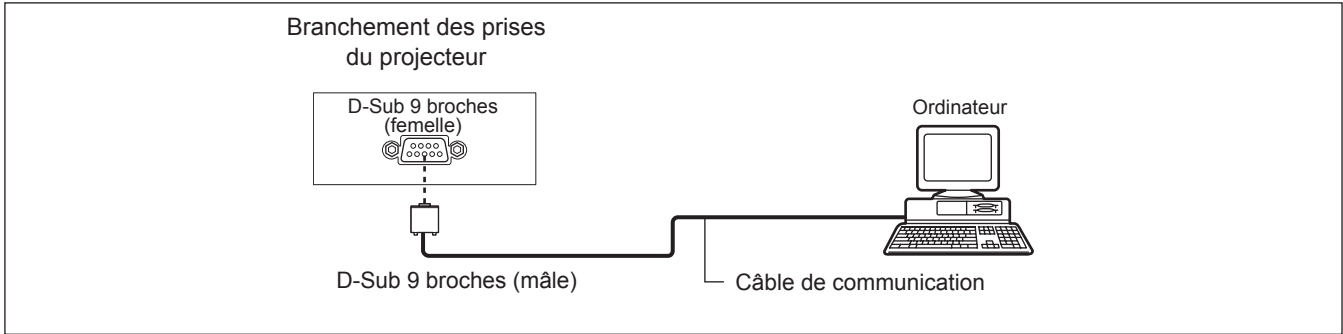 Branchement des prises
du projecteur
D-Sub 9 broches
(femelle)
Ordinateur
D-Sub 9 broches (mâle)
Câble de communication